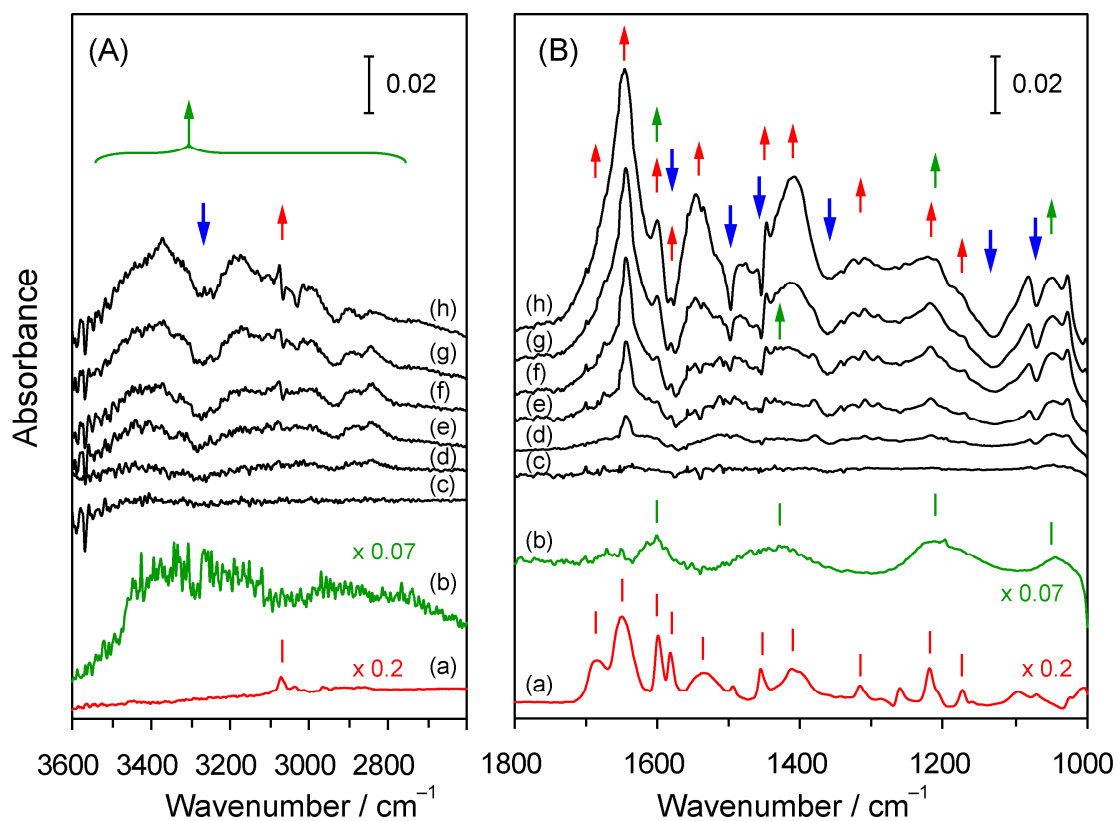 (A)
0.02
(h)
(g)
(f)
(e)
(d)
(c)
x 0.07
(b)
x 0.2
(a)
3600
3200
3000
2800
Wavenumber / cm⁻¹
Absorbance
(B)
0.02
(h)
(g)
(f)
(e)
(d)
(c)
(b)
x 0.07
(a)
x 0.2
1800
1600
1400
1200
1000
Wavenumber / cm⁻¹